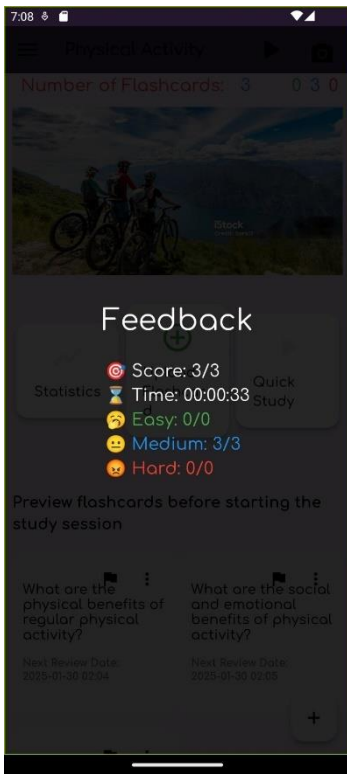 7:08
Physical Activity
Number of Flashcards: 3 0 3 0
iStock
Feedback
🎯 Score: 3/3
⌛ Time: 00:00:33
🥱 Easy: 0/0
😐 Medium: 3/3
😡 Hard: 0/0
Statistics
Quick
Study
Preview flashcards before starting the
study session
What are the
physical benefits of
regular physical
activity?
Next Review Date:
2025-01-30 02:04
What are the social
and emotional
benefits of physical
activity?
Next Review Date:
2025-01-30 02:05
+